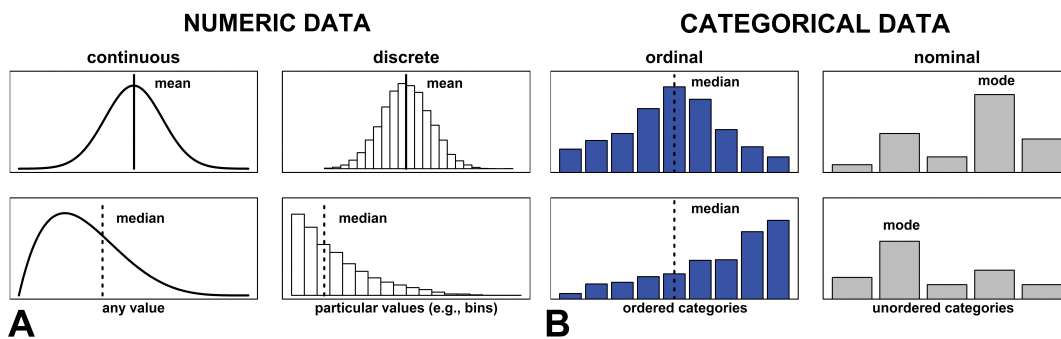 NUMERIC DATA
continuous
discrete
mean
mean
median
median
any value
particular values (e.g., bins)
A
CATEGORICAL DATA
ordinal
nominal
median
mode
median
mode
ordered categories
unordered categories
B